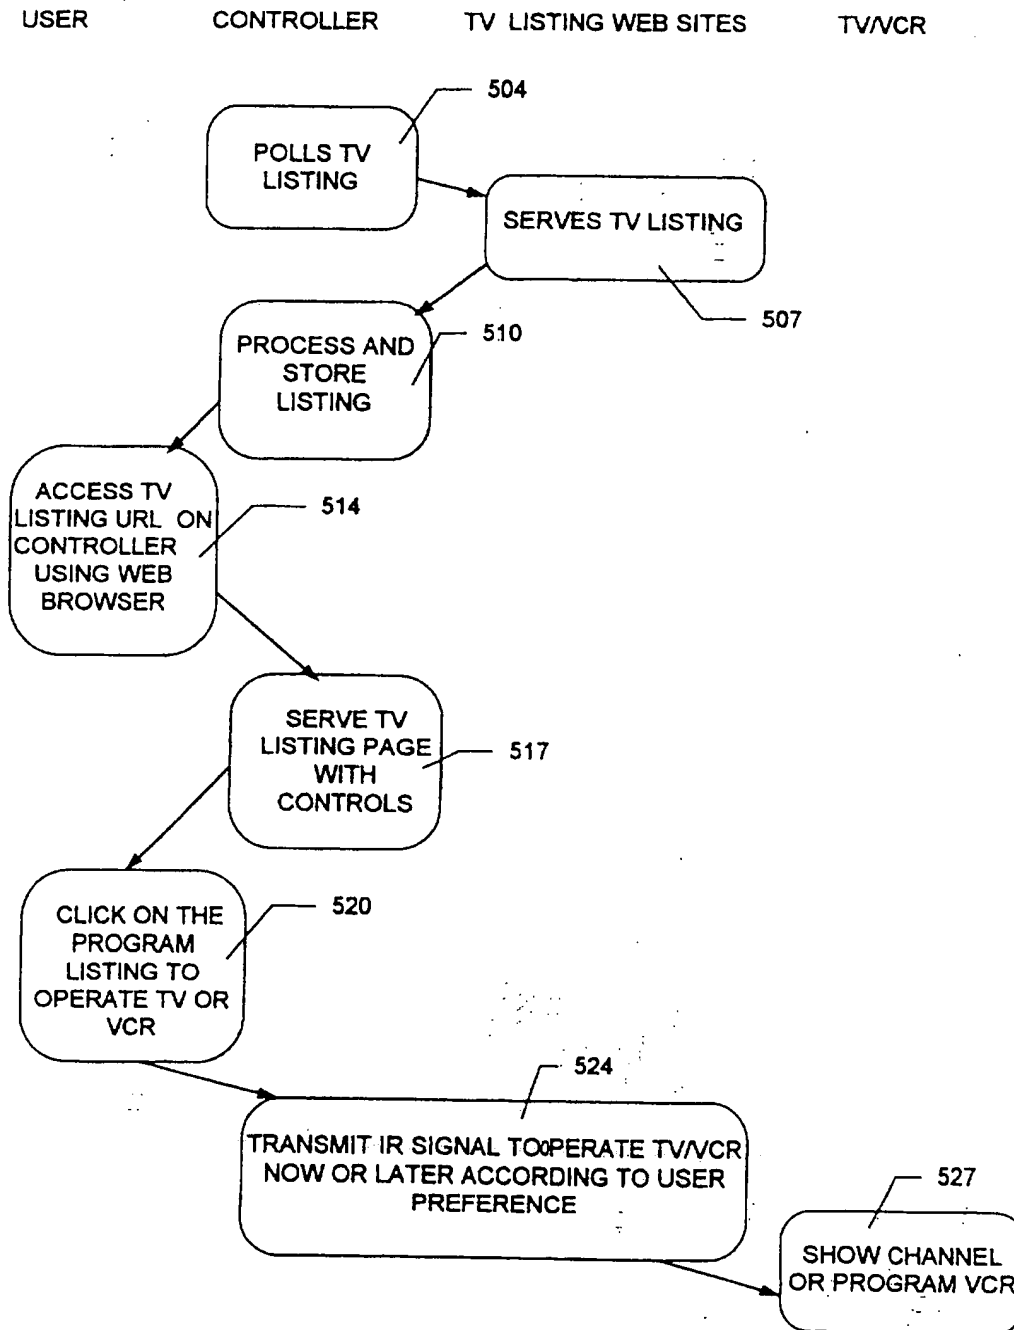 USER CONTROLLER TV LISTING WEB SITES TV/VCR
504
POLLS TV
LISTING
SERVES TV LISTING
507
510
PROCESS AND
STORE
LISTING
ACCESS TV
LISTING URL ON
CONTROLLER
USING WEB
BROWSER
514
SERVE TV
LISTING PAGE
WITH
CONTROLS
517
CLICK ON THE
PROGRAM
LISTING TO
OPERATE TV OR
VCR
520
524
TRANSMIT IR SIGNAL TO OPERATE TV/VCR
NOW OR LATER ACCORDING TO USER
PREFERENCE
527
SHOW CHANNEL
OR PROGRAM VCR